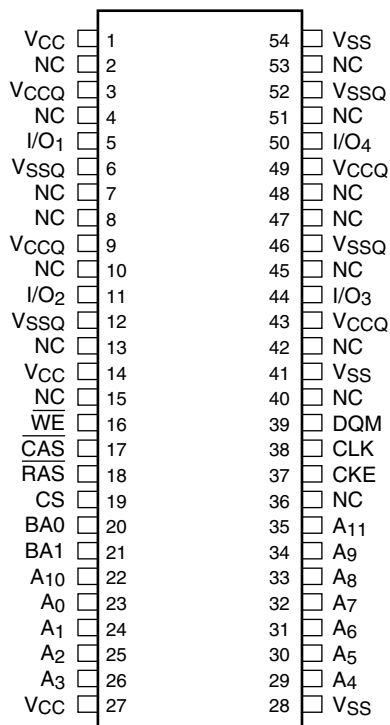 VCC 1 54 VSS
NC 2 53 NC
VCCQ 3 52 VSSQ
NC 4 51 NC
I/O1 5 50 I/O4
VSSQ 6 49 VCCQ
NC 7 48 NC
NC 8 47 NC
VCCQ 9 46 VSSQ
NC 10 45 NC
I/O2 11 44 I/O3
VSSQ 12 43 VCCQ
NC 13 42 NC
VCC 14 41 VSS
NC 15 40 NC
W̅E̅ 16 39 DQM
C̅A̅S̅ 17 38 CLK
R̅A̅S̅ 18 37 CKE
CS 19 36 NC
BA0 20 35 A11
BA1 21 34 A9
A10 22 33 A8
A0 23 32 A7
A1 24 31 A6
A2 25 30 A5
A3 26 29 A4
VCC 27 28 VSS